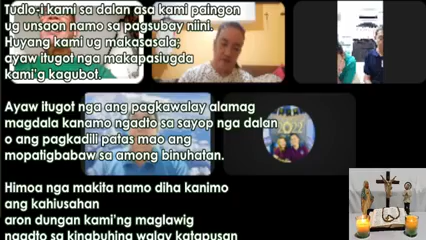 Tudlo-i kami sa dalan asa kami paingon
ug unsaon namo sa pagsubay niini.
Huyang kami ug makasasala;
ayaw itugot nga makapasiugda
kami'g kagubot.
Ayaw itugot nga ang pagkawalay alamag
magdala kanamo ngadto sa sayop nga dalan
o ang pagkadili patas mao ang
mopatigbabaw sa among binuhatan.
Himoa nga makita namo diha kanimo
ang kahiusahan
aron dungan kami'ng maglawig
ngadto sa kinabuhing walay katapusan